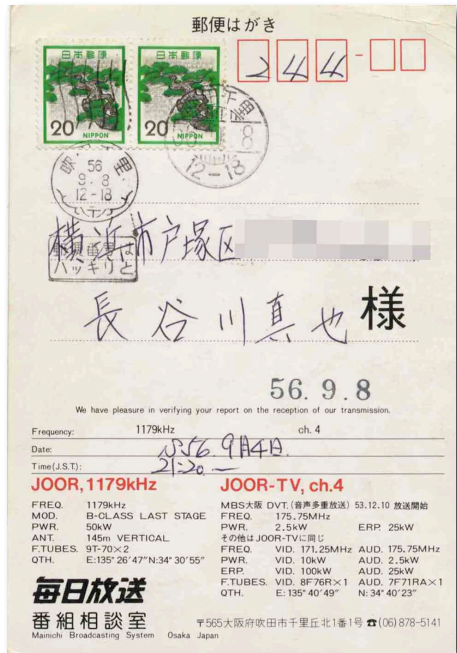 郵便はがき
244-
日本郵便 日本郵便
20 NIPPON 20 NIPPON
56
9-8
12-18
8
12-18
横浜市戸塚区
郵便番号は
ハッキリと
長谷川真也 様
56.9.8
We have pleasure in verifying your report on the reception of our transmission.
Frequency: 1179kHz ch. 4
Date: S56. 9月4日.
Time (J.S.T): 21:20.〜
JOOR, 1179kHz
FREQ. 1179kHz
MOD. B-CLASS LAST STAGE
PWR. 50kW
ANT. 145m VERTICAL
F.TUBES. 9T-70×2
QTH. E:135°26′47″N:34°30′55″
JOOR-TV, ch.4
MBS大阪 DVT.(音声多重放送) 53.12.10 放送開始
FREQ. 175.75MHz
PWR. 2.5kW ERP. 25kW
その他はJOOR-TVに同じ
FREQ. VID. 171.25MHz AUD. 175.75MHz
PWR. VID. 10kW AUD. 2.5kW
ERP. VID. 100kW AUD. 25kW
F.TUBES. VID. 8F76R×1 AUD. 7F71RA×1
QTH. E: 135°40′49″ N: 34°40′23″
毎日放送
番組相談室
Mainichi Broadcasting System Osaka Japan
〒565大阪府吹田市千里丘北1番1号 ☎(06)878-5141